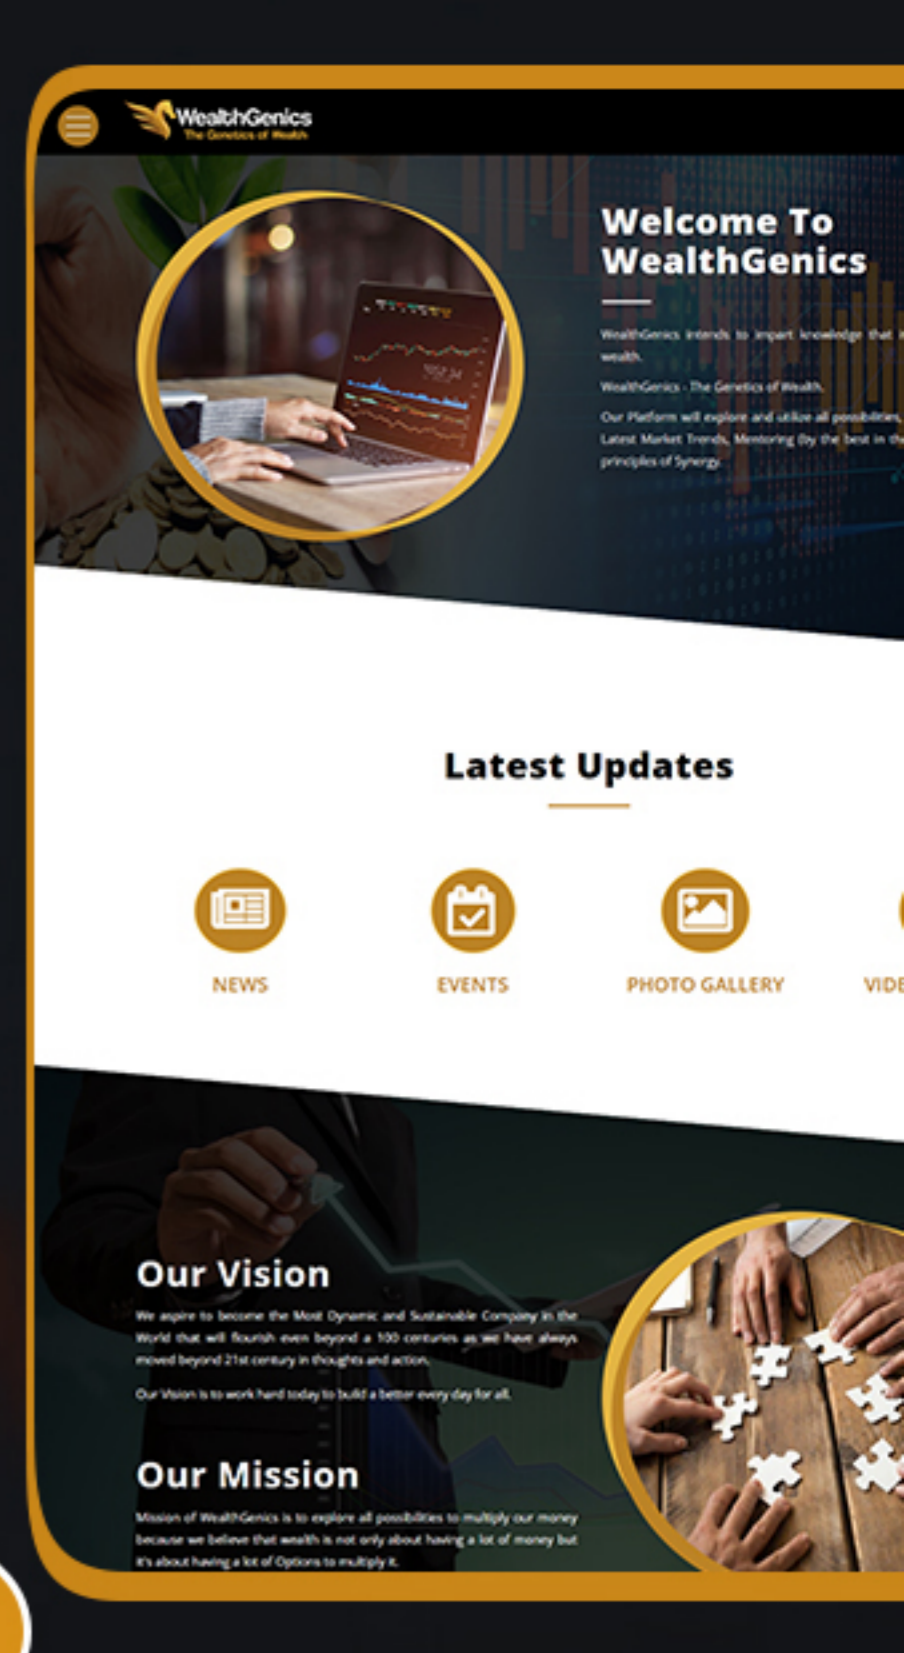 WealthGenics
The Genetics of Wealth
Welcome To
WealthGenics
WealthGenics intends to impart knowledge that
wealth.
WealthGenics - The Genetics of Wealth.
Our Platform will explore and utilize all possibilities,
Latest Market Trends, Mentoring (by the best in the
principles of Synergy.
Latest Updates
NEWS
EVENTS
PHOTO GALLERY
VIDE
Our Vision
We aspire to become the Most Dynamic and Sustainable Company in the
World that will flourish even beyond a 100 centuries as we have always
moved beyond 21st century in thoughts and action.
Our Vision is to work hard today to build a better every day for all.
Our Mission
Mission of WealthGenics is to explore all possibilities to multiply our money
because we believe that wealth is not only about having a lot of money but
it's about having a lot of Options to multiply it.